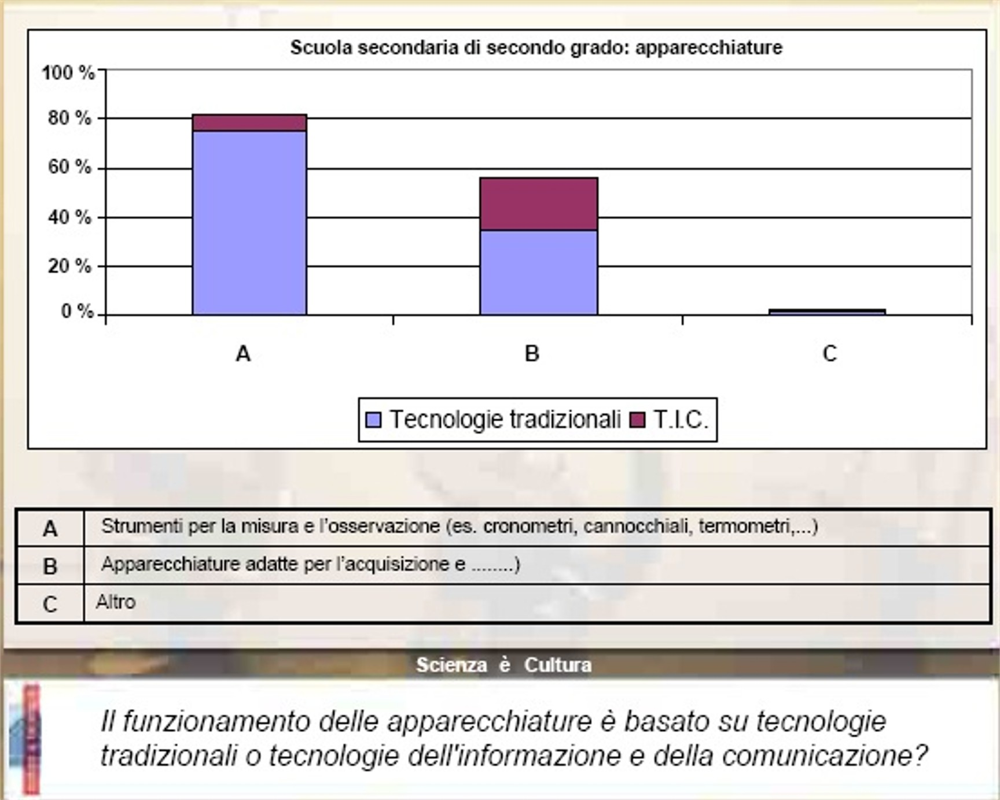 Scuola secondaria di secondo grado: apparecchiature
100 %
80 %
60 %
40 %
20 %
0 %
A B C
Tecnologie tradizionali T.I.C.
A Strumenti per la misura e l'osservazione (es. cronometri, cannocchiali, termometri,...)
B Apparecchiature adatte per l'acquisizione e ........)
C Altro
Scienza è Cultura
Il funzionamento delle apparecchiature è basato su tecnologie
tradizionali o tecnologie dell'informazione e della comunicazione?